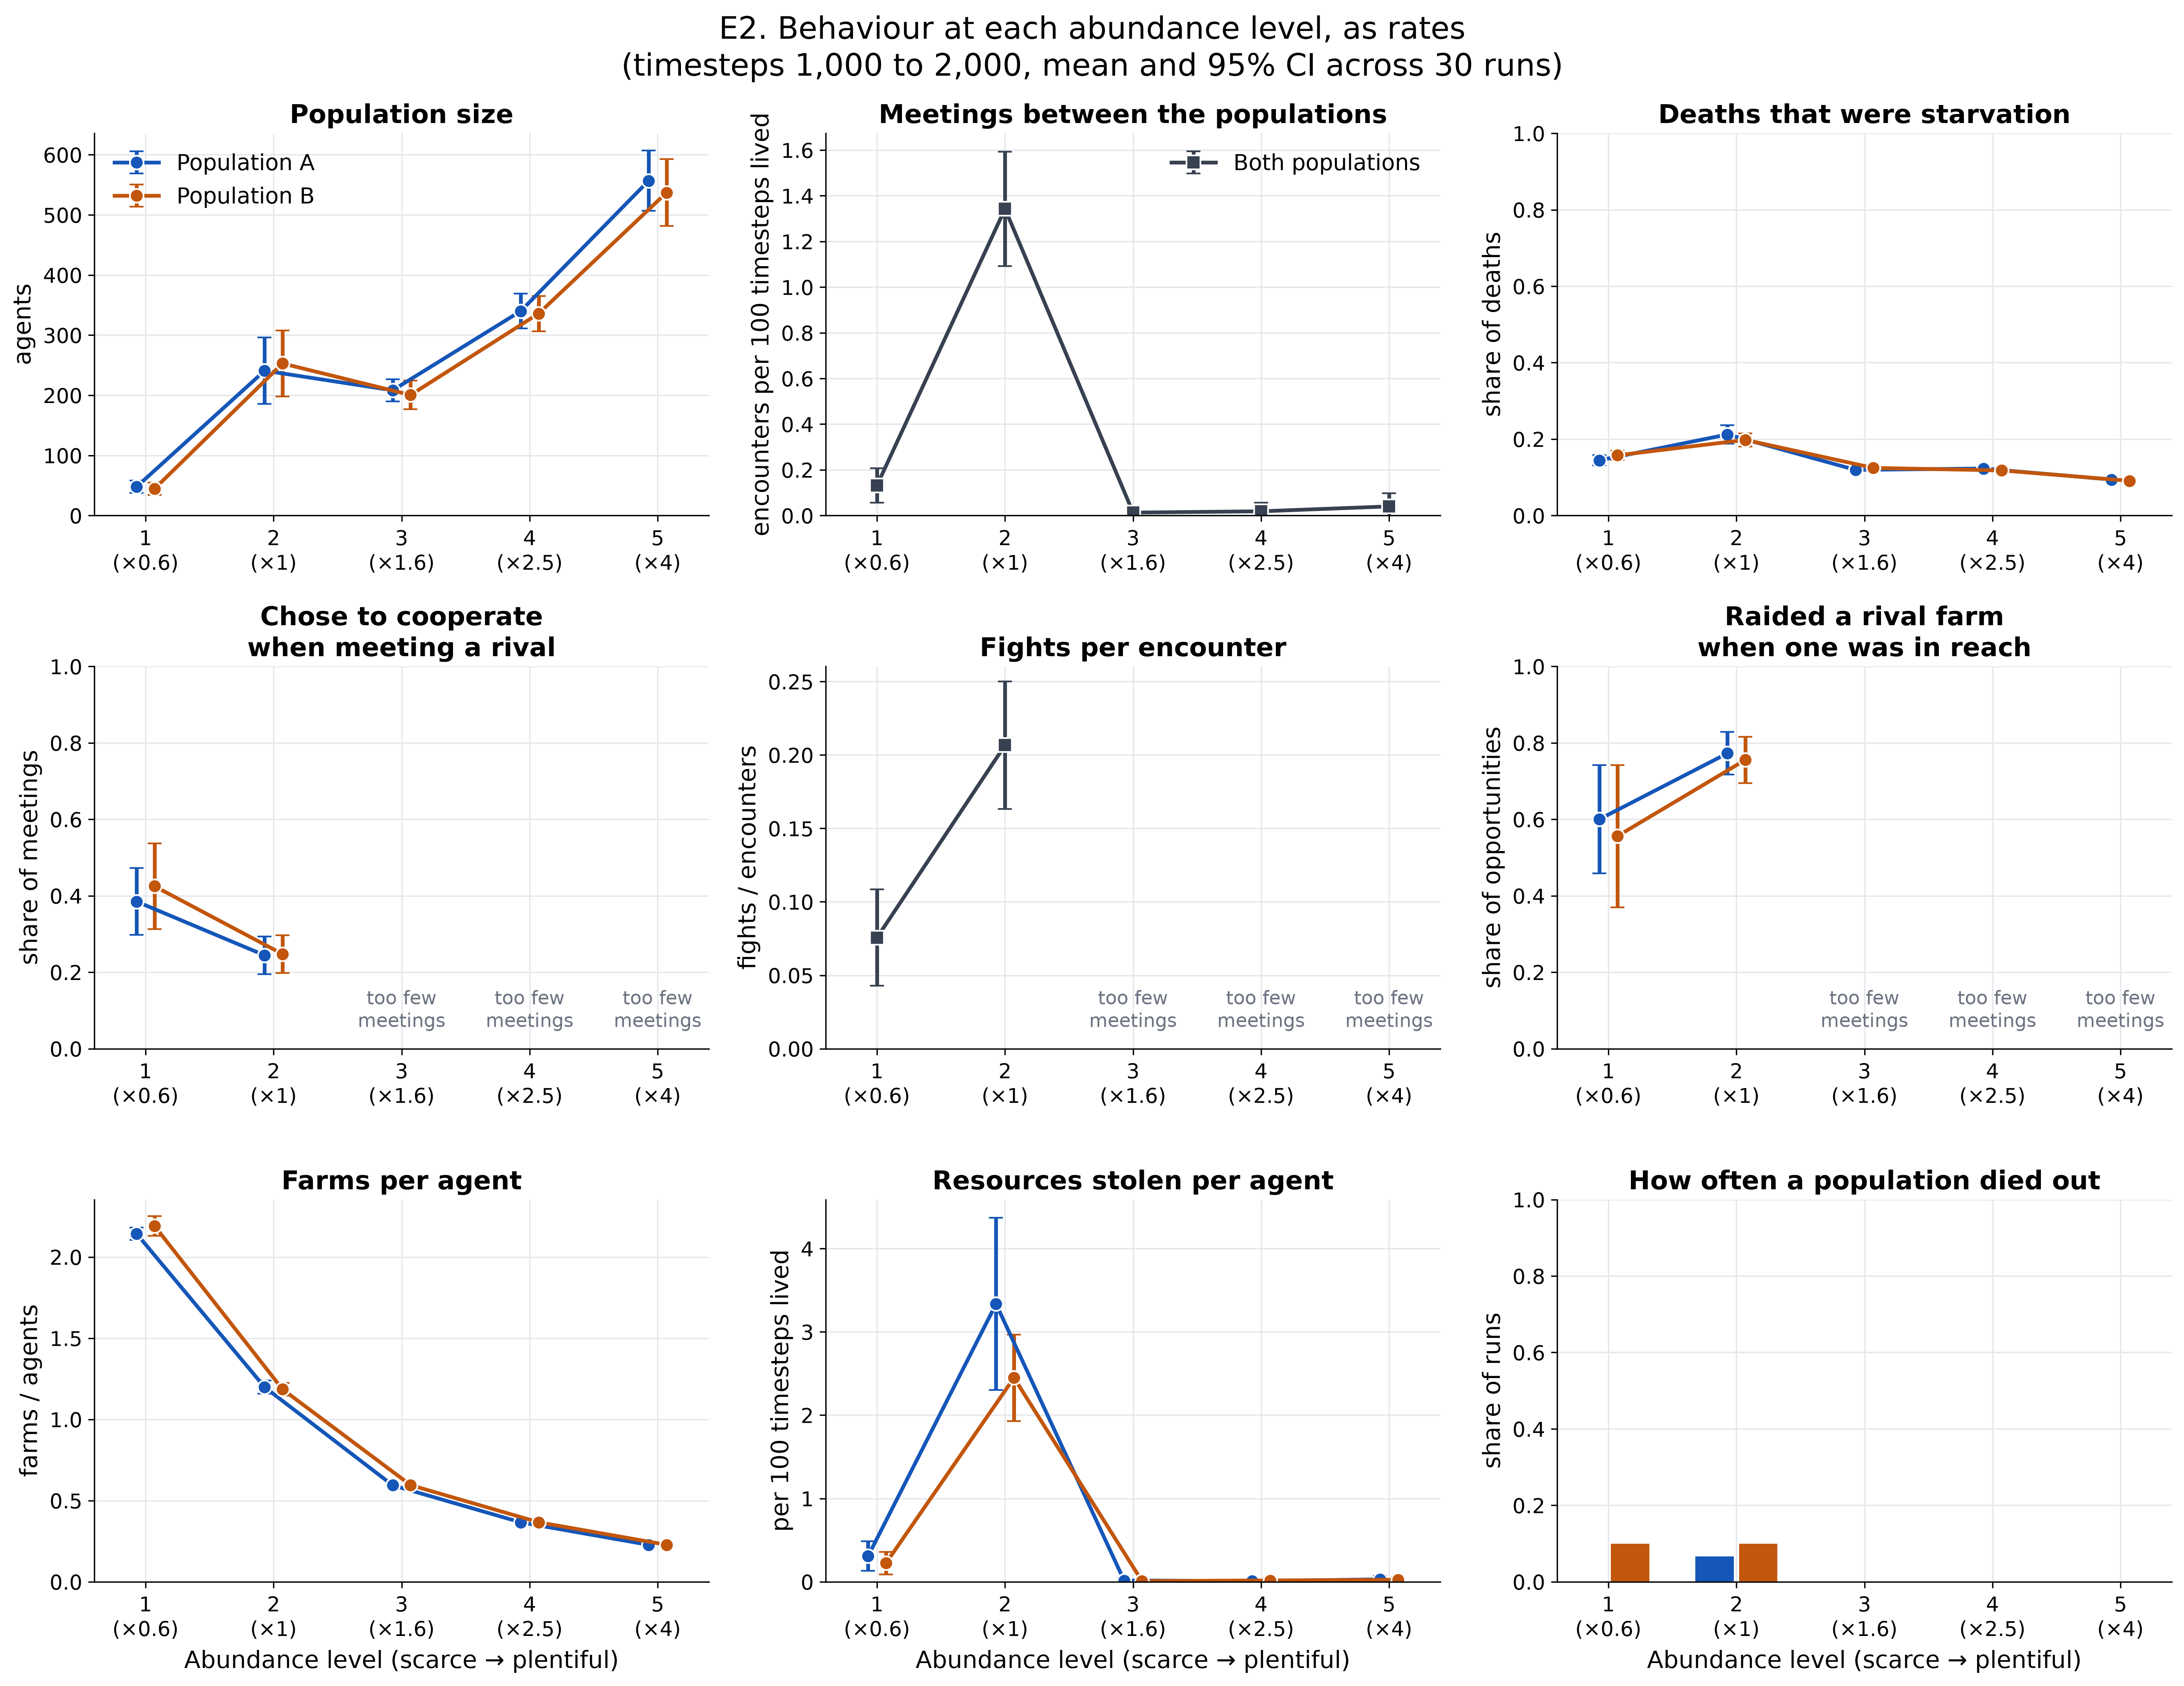 E2. Behaviour at each abundance level, as rates
(timesteps 1,000 to 2,000, mean and 95% CI across 30 runs)
Population size
agents
600
500
400
300
200
100
0
Population A
Population B
1 2 3 4 5
(×0.6) (×1) (×1.6) (×2.5) (×4)
Meetings between the populations
encounters per 100 timesteps lived
1.6
1.4
1.2
1.0
0.8
0.6
0.4
0.2
0.0
Both populations
1 2 3 4 5
(×0.6) (×1) (×1.6) (×2.5) (×4)
Deaths that were starvation
share of deaths
1.0
0.8
0.6
0.4
0.2
0.0
1 2 3 4 5
(×0.6) (×1) (×1.6) (×2.5) (×4)
Chose to cooperate
when meeting a rival
share of meetings
1.0
0.8
0.6
0.4
0.2
0.0
too few too few too few
meetings meetings meetings
1 2 3 4 5
(×0.6) (×1) (×1.6) (×2.5) (×4)
Fights per encounter
fights / encounters
0.25
0.20
0.15
0.10
0.05
0.00
too few too few too few
meetings meetings meetings
1 2 3 4 5
(×0.6) (×1) (×1.6) (×2.5) (×4)
Raided a rival farm
when one was in reach
share of opportunities
1.0
0.8
0.6
0.4
0.2
0.0
too few too few too few
meetings meetings meetings
1 2 3 4 5
(×0.6) (×1) (×1.6) (×2.5) (×4)
Farms per agent
farms / agents
2.0
1.5
1.0
0.5
0.0
1 2 3 4 5
(×0.6) (×1) (×1.6) (×2.5) (×4)
Abundance level (scarce → plentiful)
Resources stolen per agent
per 100 timesteps lived
4
3
2
1
0
1 2 3 4 5
(×0.6) (×1) (×1.6) (×2.5) (×4)
Abundance level (scarce → plentiful)
How often a population died out
share of runs
1.0
0.8
0.6
0.4
0.2
0.0
1 2 3 4 5
(×0.6) (×1) (×1.6) (×2.5) (×4)
Abundance level (scarce → plentiful)